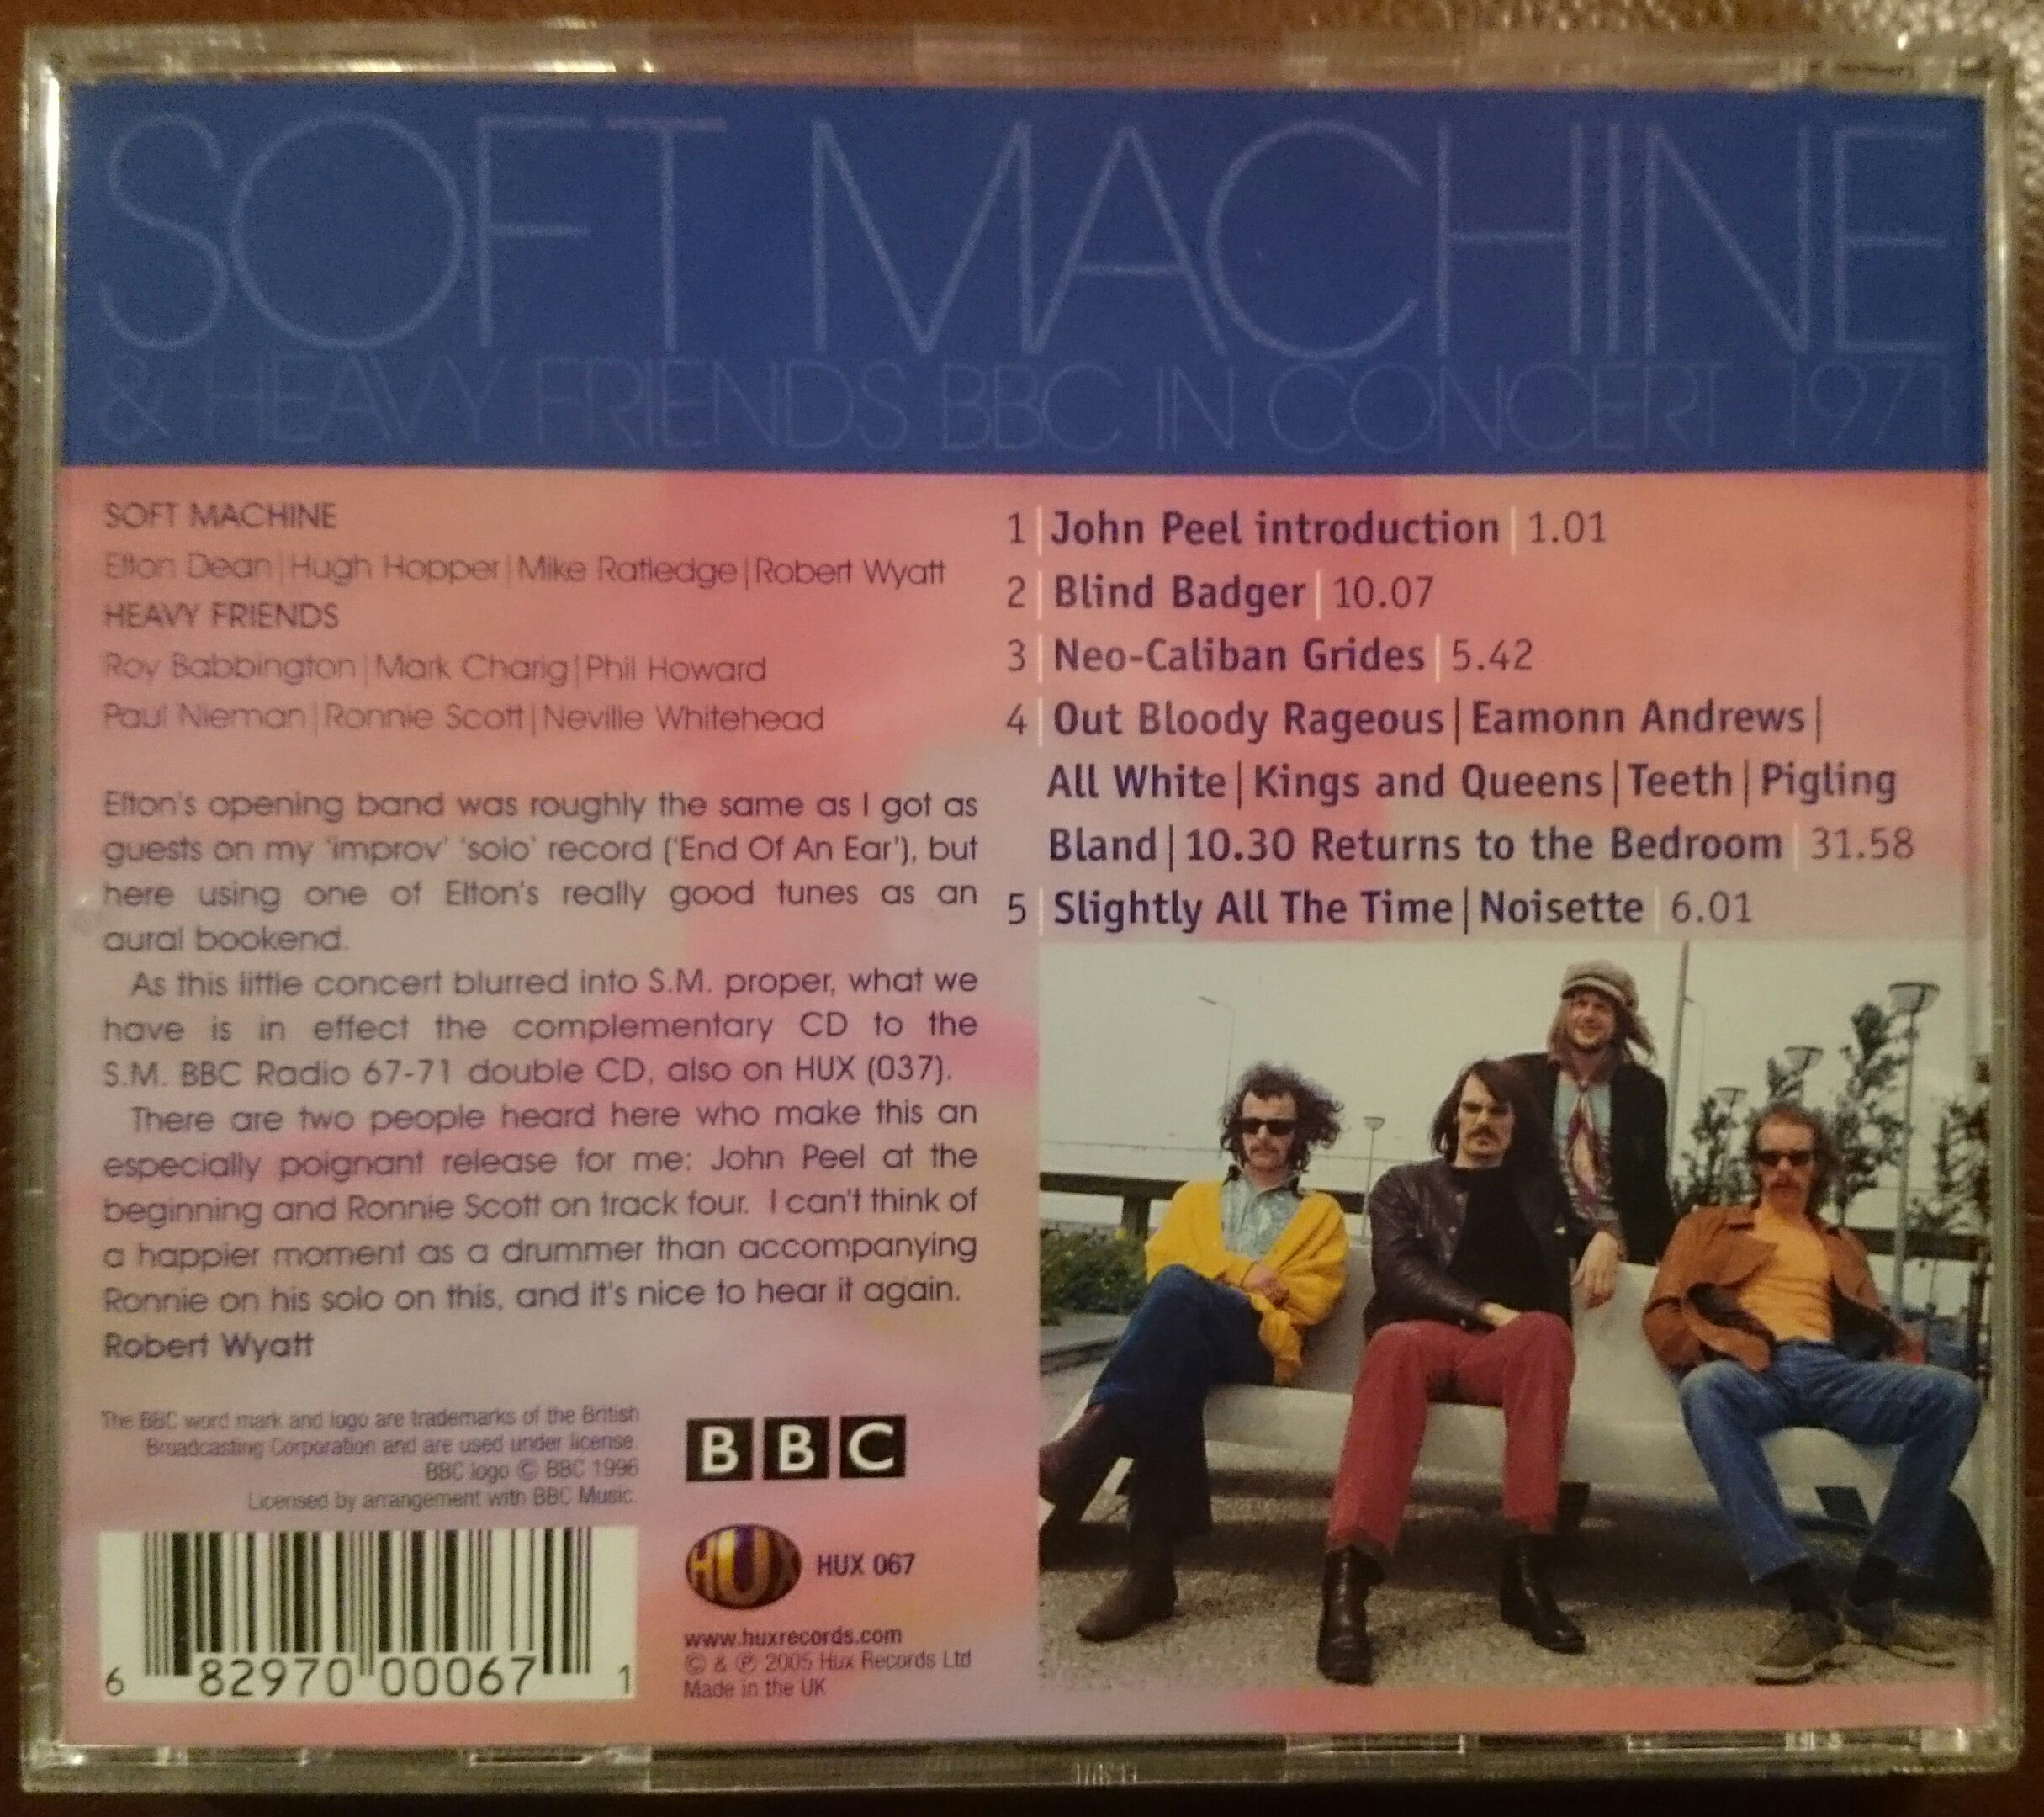 SOFT MACHINE
& HEAVY FRIENDS BBC IN CONCERT 1971
SOFT MACHINE
Elton Dean|Hugh Hopper|Mike Ratledge|Robert Wyatt
HEAVY FRIENDS
Roy Babbington|Mark Charig|Phil Howard
Paul Nieman|Ronnie Scott|Neville Whitehead
Elton's opening band was roughly the same as I got as
guests on my 'improv' 'solo' record ('End Of An Ear'), but
here using one of Elton's really good tunes as an
aural bookend.
As this little concert blurred into S.M. proper, what we
have is in effect the complementary CD to the
S.M. BBC Radio 67-71 double CD, also on HUX (037).
There are two people heard here who make this an
especially poignant release for me: John Peel at the
beginning and Ronnie Scott on track four. I can't think of
a happier moment as a drummer than accompanying
Ronnie on his solo on this, and it's nice to hear it again.
Robert Wyatt
1|John Peel introduction|1.01
2|Blind Badger|10.07
3|Neo-Caliban Grides|5.42
4|Out Bloody Rageous|Eamonn Andrews|
All White|Kings and Queens|Teeth|Pigling
Bland|10.30 Returns to the Bedroom|31.58
5|Slightly All The Time|Noisette|6.01
The BBC word mark and logo are trademarks of the British
Broadcasting Corporation and are used under license.
BBC logo © BBC 1996
Licensed by arrangement with BBC Music.
BBC
HUX
HUX 067
www.huxrecords.com
© & ℗ 2005 Hux Records Ltd
Made in the UK
6 82970 00067 1